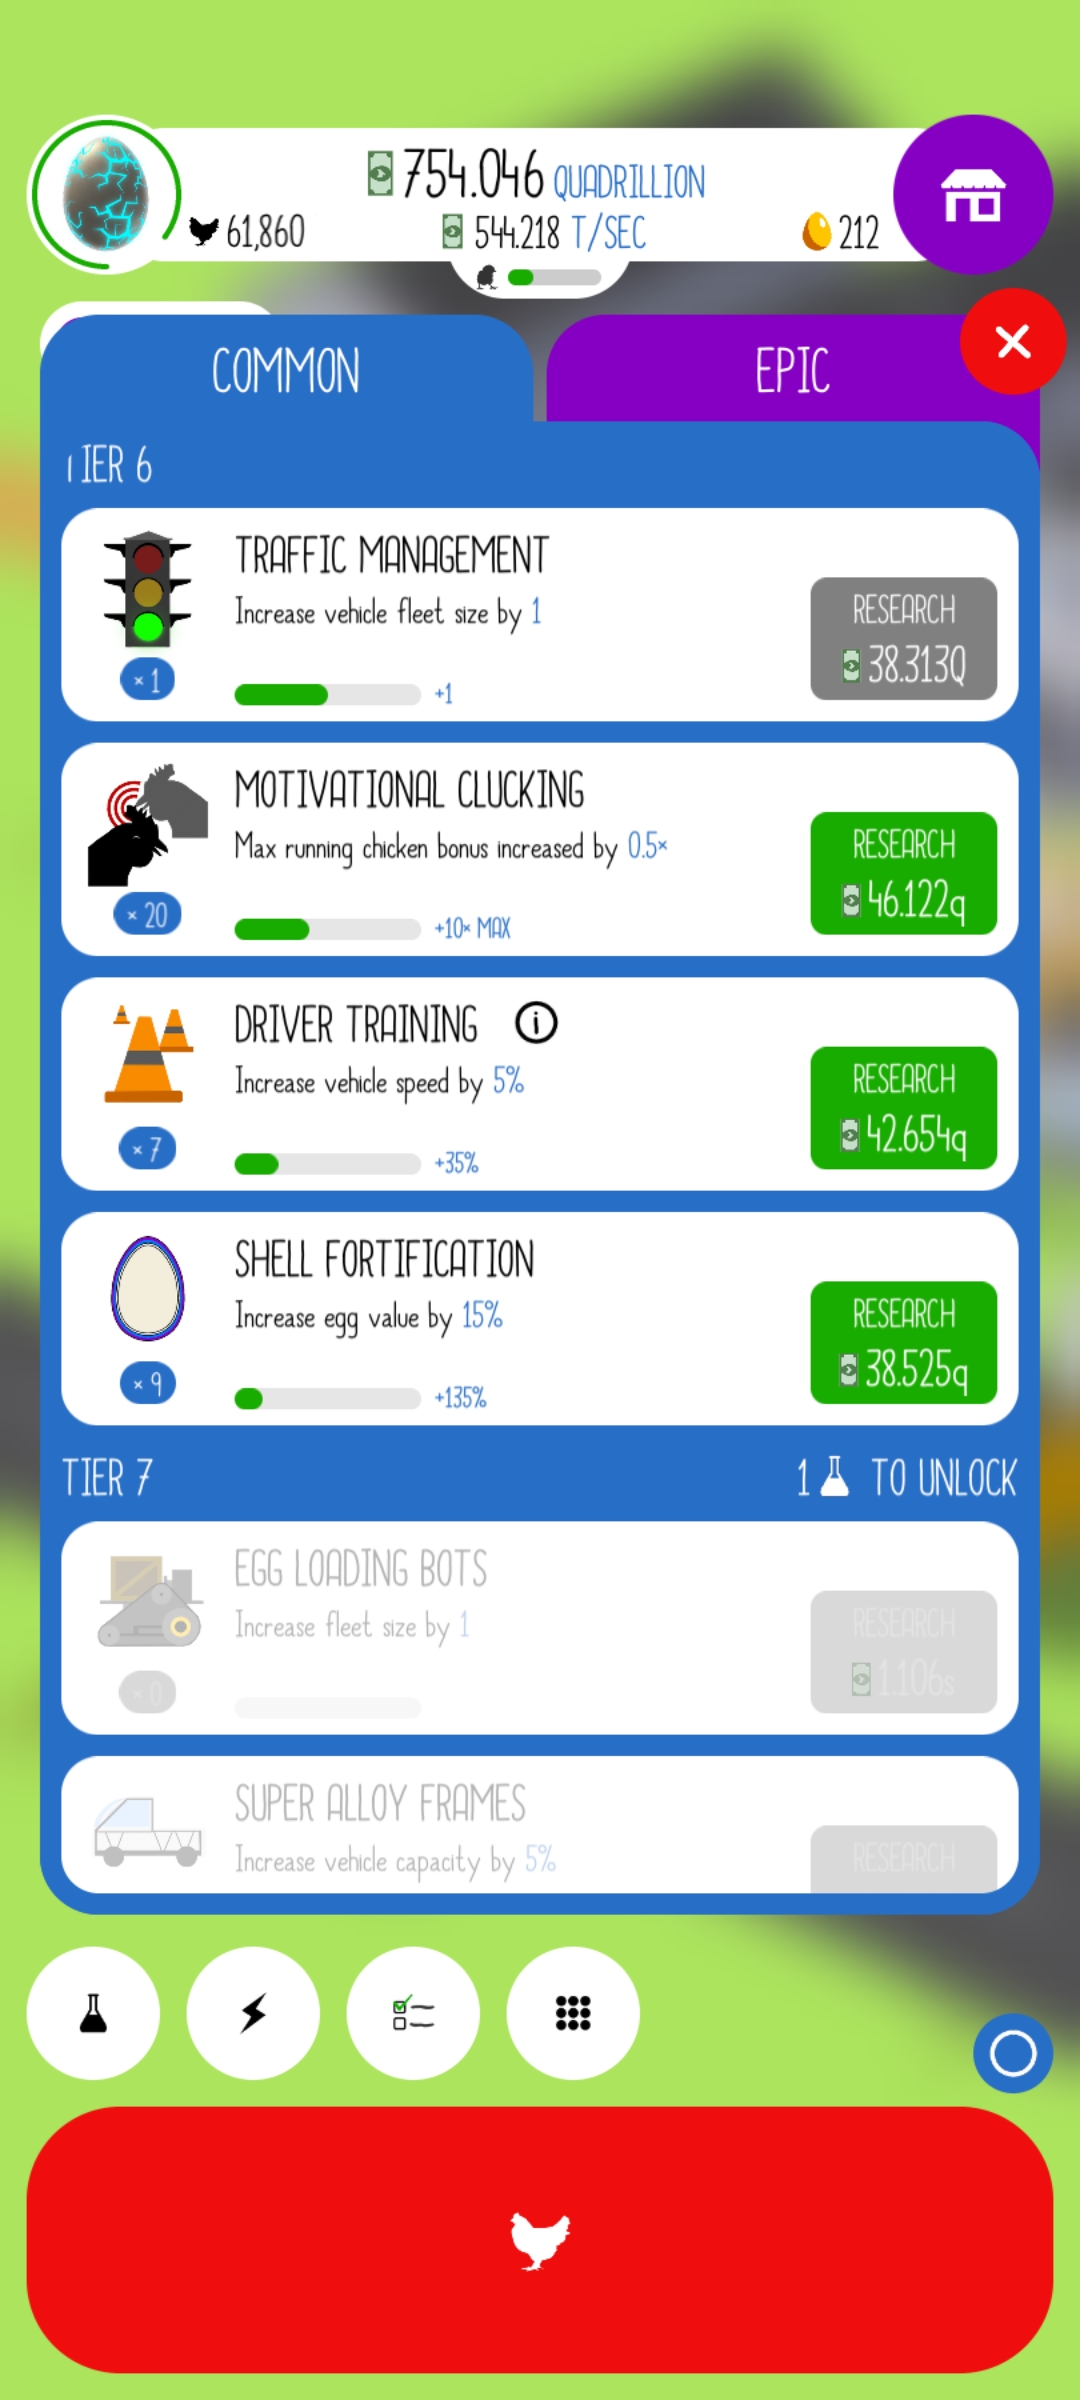 754.046 QUADRILLION
61,860
544.218 T/SEC
212
COMMON
EPIC
TIER 6
TRAFFIC MANAGEMENT
Increase vehicle fleet size by 1
RESEARCH
38.313Q
× 1
+1
MOTIVATIONAL CLUCKING
Max running chicken bonus increased by 0.5×
RESEARCH
46.122q
× 20
+10× MAX
DRIVER TRAINING
Increase vehicle speed by 5%
RESEARCH
42.654q
× 7
+35%
SHELL FORTIFICATION
Increase egg value by 15%
RESEARCH
38.525q
× 9
+135%
TIER 7
1 TO UNLOCK
EGG LOADING BOTS
Increase fleet size by 1
RESEARCH
1.106s
× 0
SUPER ALLOY FRAMES
Increase vehicle capacity by 5%
RESEARCH